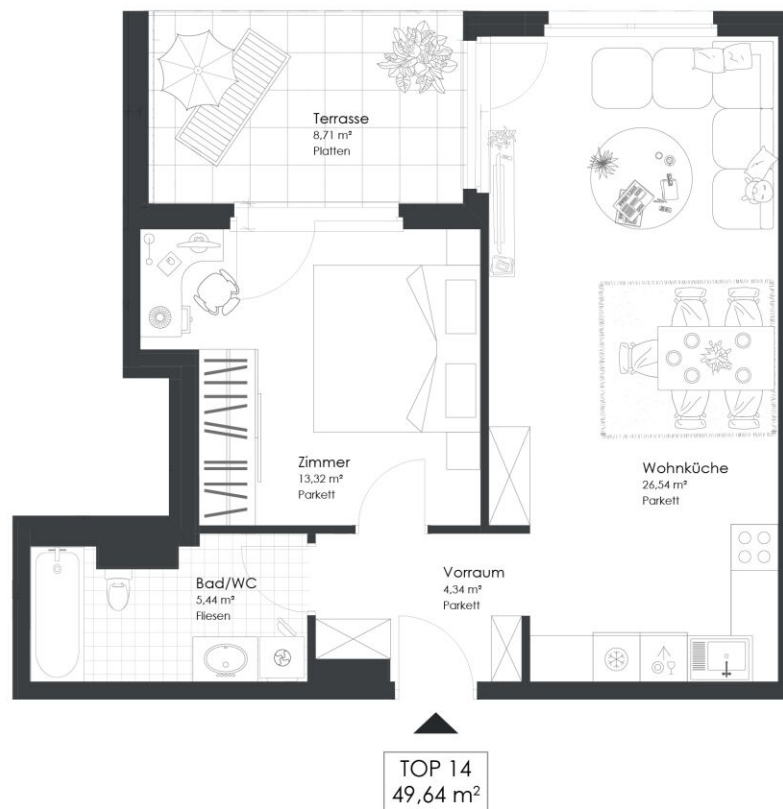 Terrasse
8,71 m²
Platten
Zimmer
13,32 m²
Parkett
Wohnküche
26,54 m²
Parkett
Bad/WC
5,44 m²
Fliesen
Vorraum
4,34 m²
Parkett
TOP 14
49,64 m²